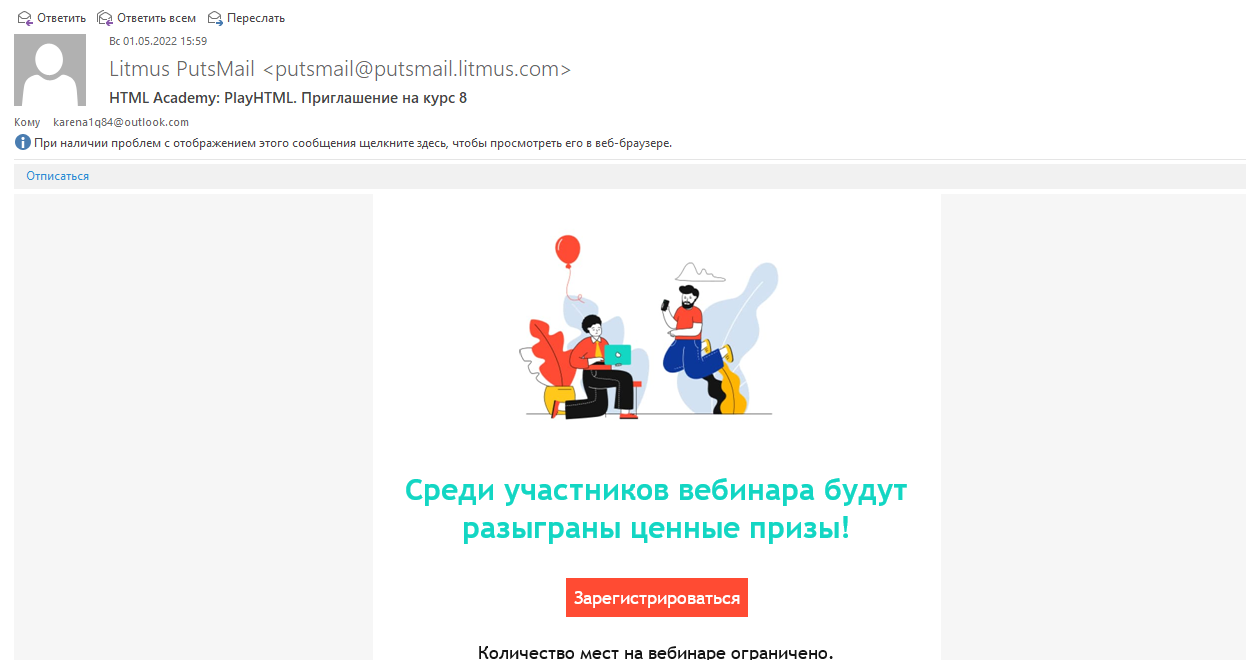 Ответить Ответить всем Переслать
Вс 01.05.2022 15:59
Litmus PutsMail <putsmail@putsmail.litmus.com>
HTML Academy: PlayHTML. Приглашение на курс 8
Кому karena1q84@outlook.com
При наличии проблем с отображением этого сообщения щелкните здесь, чтобы просмотреть его в веб-браузере.
Отписаться
Среди участников вебинара будут
разыграны ценные призы!
Зарегистрироваться
Количество мест на вебинаре ограничено.